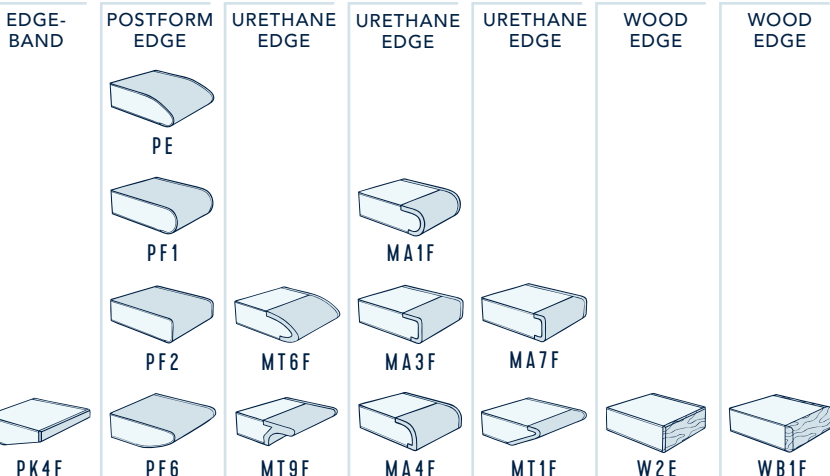 EDGE-
BAND
POSTFORM
EDGE
URETHANE
EDGE
URETHANE
EDGE
URETHANE
EDGE
WOOD
EDGE
WOOD
EDGE
PE
PF1
MA1F
PF2
MT6F
MA3F
MA7F
PK4F
PF6
MT9F
MA4F
MT1F
W2E
WB1F